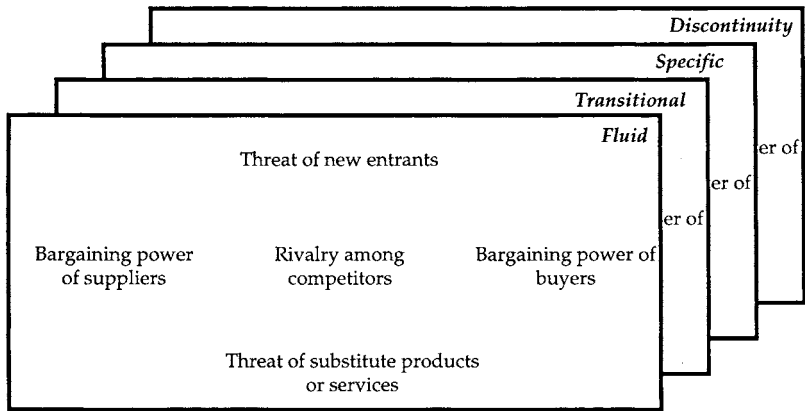 Discontinuity
Specific
Transitional
Fluid
Threat of new entrants
er of
er of
er of
Bargaining power
of suppliers
Rivalry among
competitors
Bargaining power of
buyers
Threat of substitute products
or services